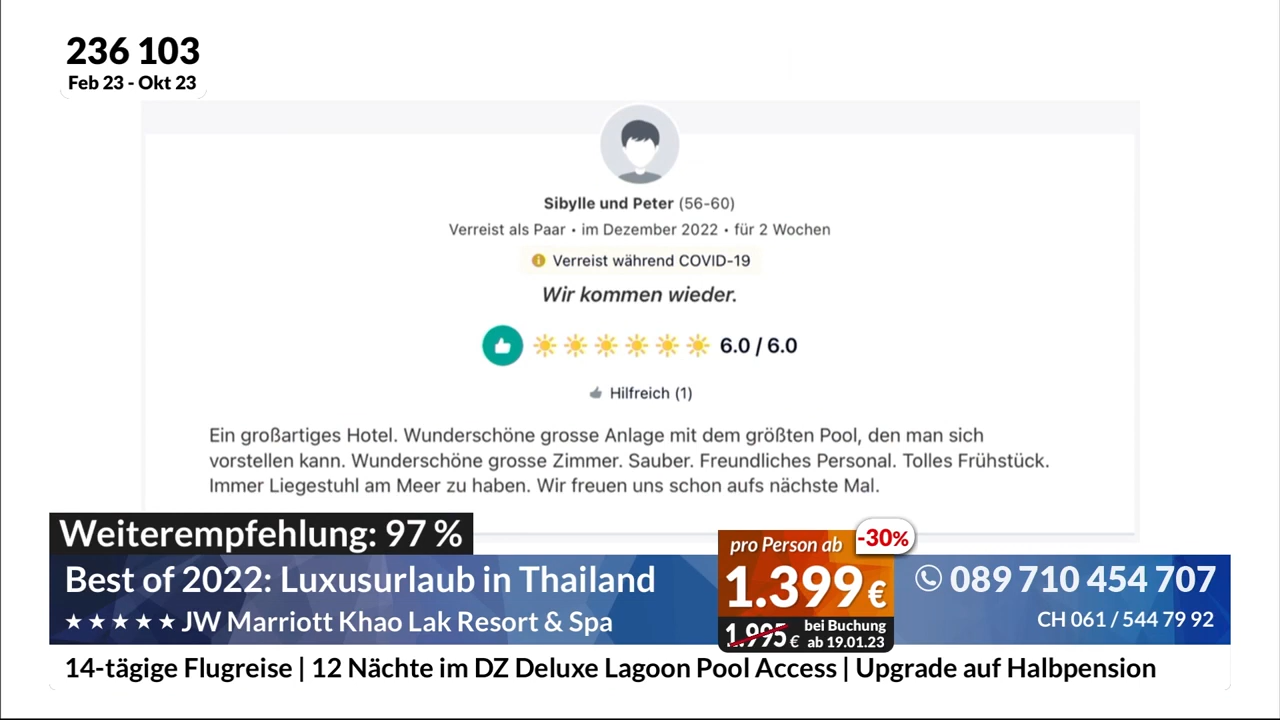 236 103
Feb 23 - Okt 23
Sibylle und Peter (56-60)
Verreist als Paar • im Dezember 2022 • für 2 Wochen
Verreist während COVID-19
Wir kommen wieder.
6.0 / 6.0
Hilfreich (1)
Ein großartiges Hotel. Wunderschöne grosse Anlage mit dem größten Pool, den man sich
vorstellen kann. Wunderschöne grosse Zimmer. Sauber. Freundliches Personal. Tolles Frühstück.
Immer Liegestuhl am Meer zu haben. Wir freuen uns schon aufs nächste Mal.
Weiterempfehlung: 97 %
Best of 2022: Luxusurlaub in Thailand
★★★★★ JW Marriott Khao Lak Resort & Spa
pro Person ab
-30%
1.399 €
1.995 €
bei Buchung
ab 19.01.23
089 710 454 707
CH 061 / 544 79 92
14-tägige Flugreise | 12 Nächte im DZ Deluxe Lagoon Pool Access | Upgrade auf Halbpension